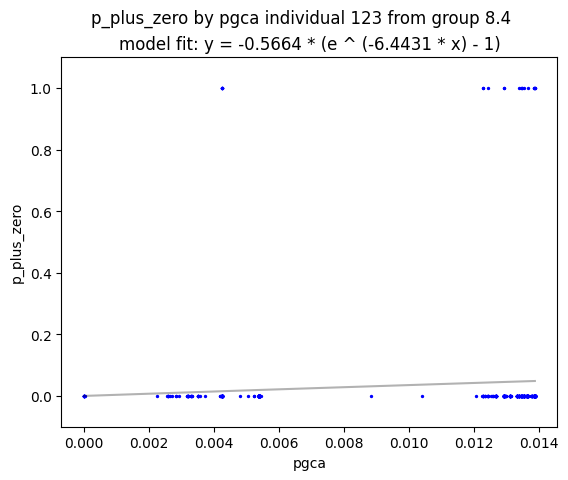 p_plus_zero by pgca individual 123 from group 8.4
model fit: y = -0.5664 * (e ^ (-6.4431 * x) - 1)
1.0
0.8
0.6
0.4
0.2
0.0
p_plus_zero
0.000 0.002 0.004 0.006 0.008 0.010 0.012 0.014
pgca